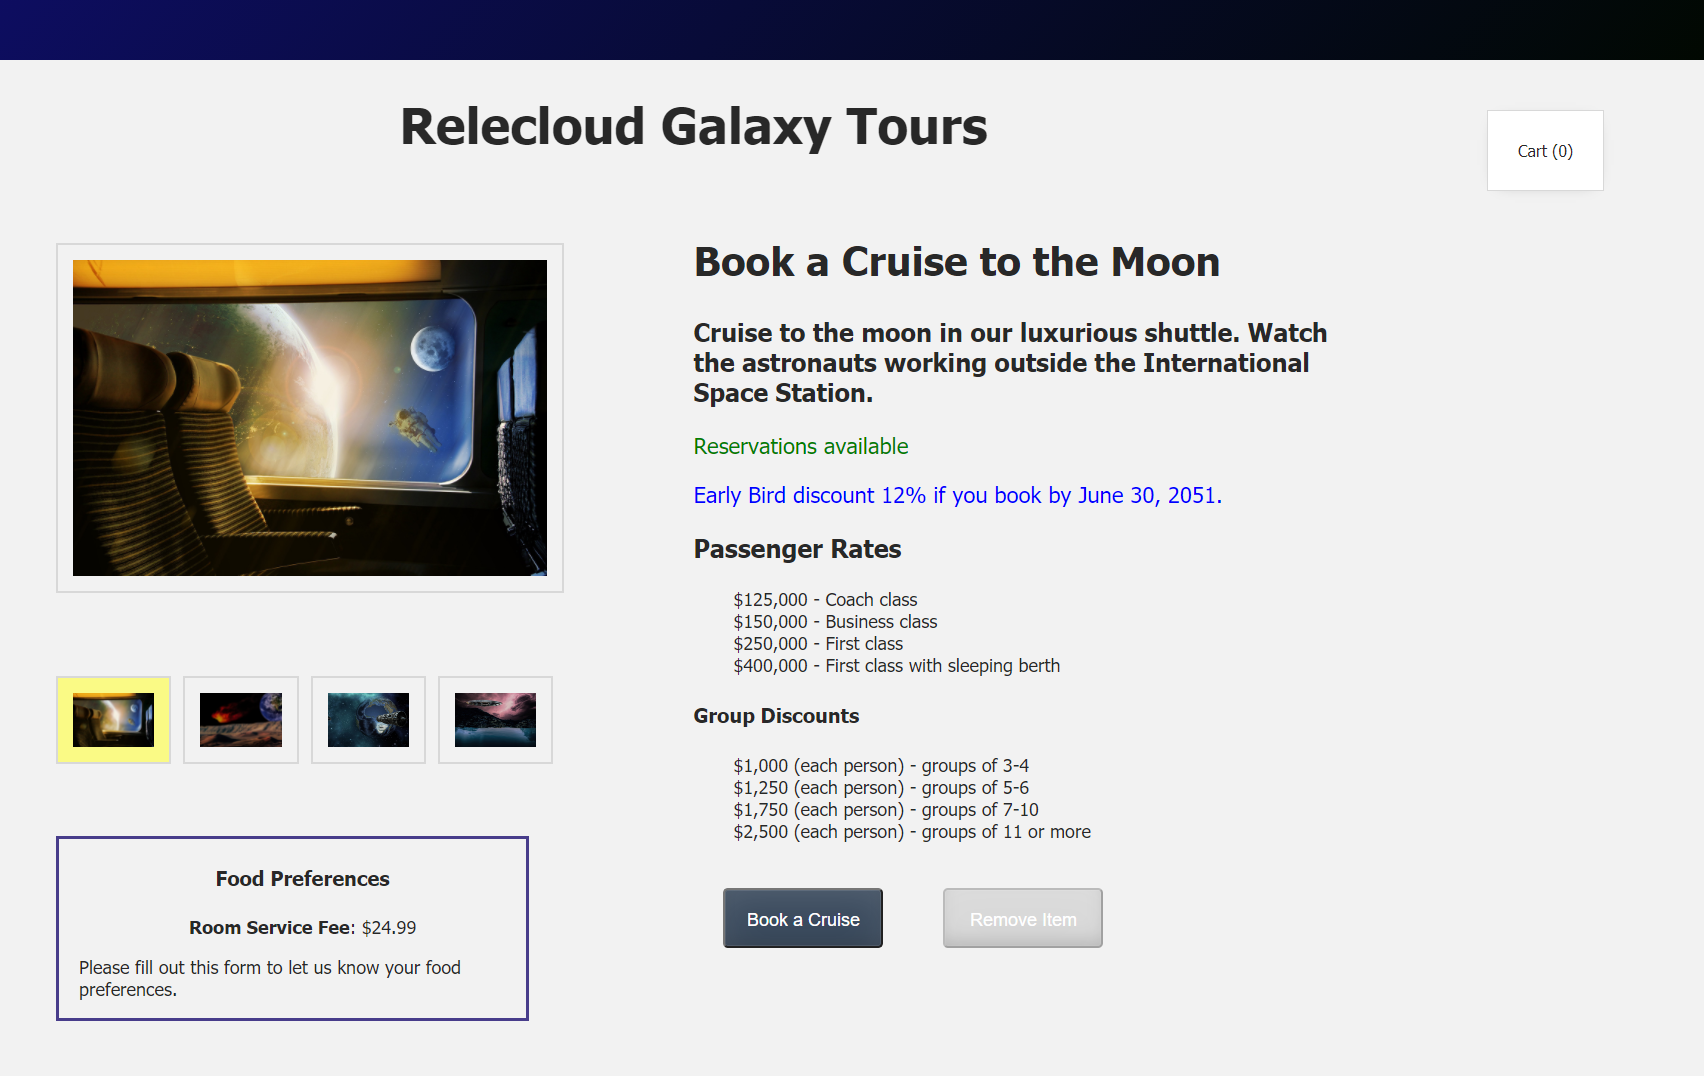 Relecloud Galaxy Tours
Cart (0)
Book a Cruise to the Moon
Cruise to the moon in our luxurious shuttle. Watch
the astronauts working outside the International
Space Station.
Reservations available
Early Bird discount 12% if you book by June 30, 2051.
Passenger Rates
$125,000 - Coach class
$150,000 - Business class
$250,000 - First class
$400,000 - First class with sleeping berth
Group Discounts
$1,000 (each person) - groups of 3-4
$1,250 (each person) - groups of 5-6
$1,750 (each person) - groups of 7-10
$2,500 (each person) - groups of 11 or more
Book a Cruise
Remove Item
Food Preferences
Room Service Fee: $24.99
Please fill out this form to let us know your food
preferences.